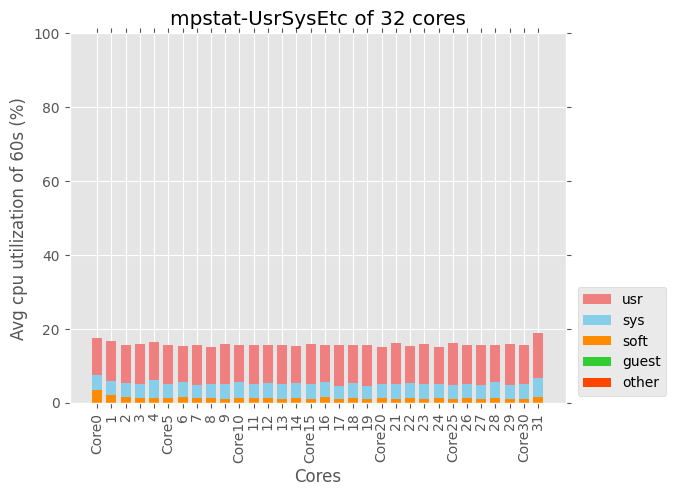 mpstat-UsrSysEtc of 32 cores
Avg cpu utilization of 60s (%)
100
80
60
40
20
0
Core0
1
2
3
4
Core5
6
7
8
9
Core10
11
12
13
14
Core15
16
17
18
19
Core20
21
22
23
24
Core25
26
27
28
29
Core30
31
Cores
usr
sys
soft
guest
other